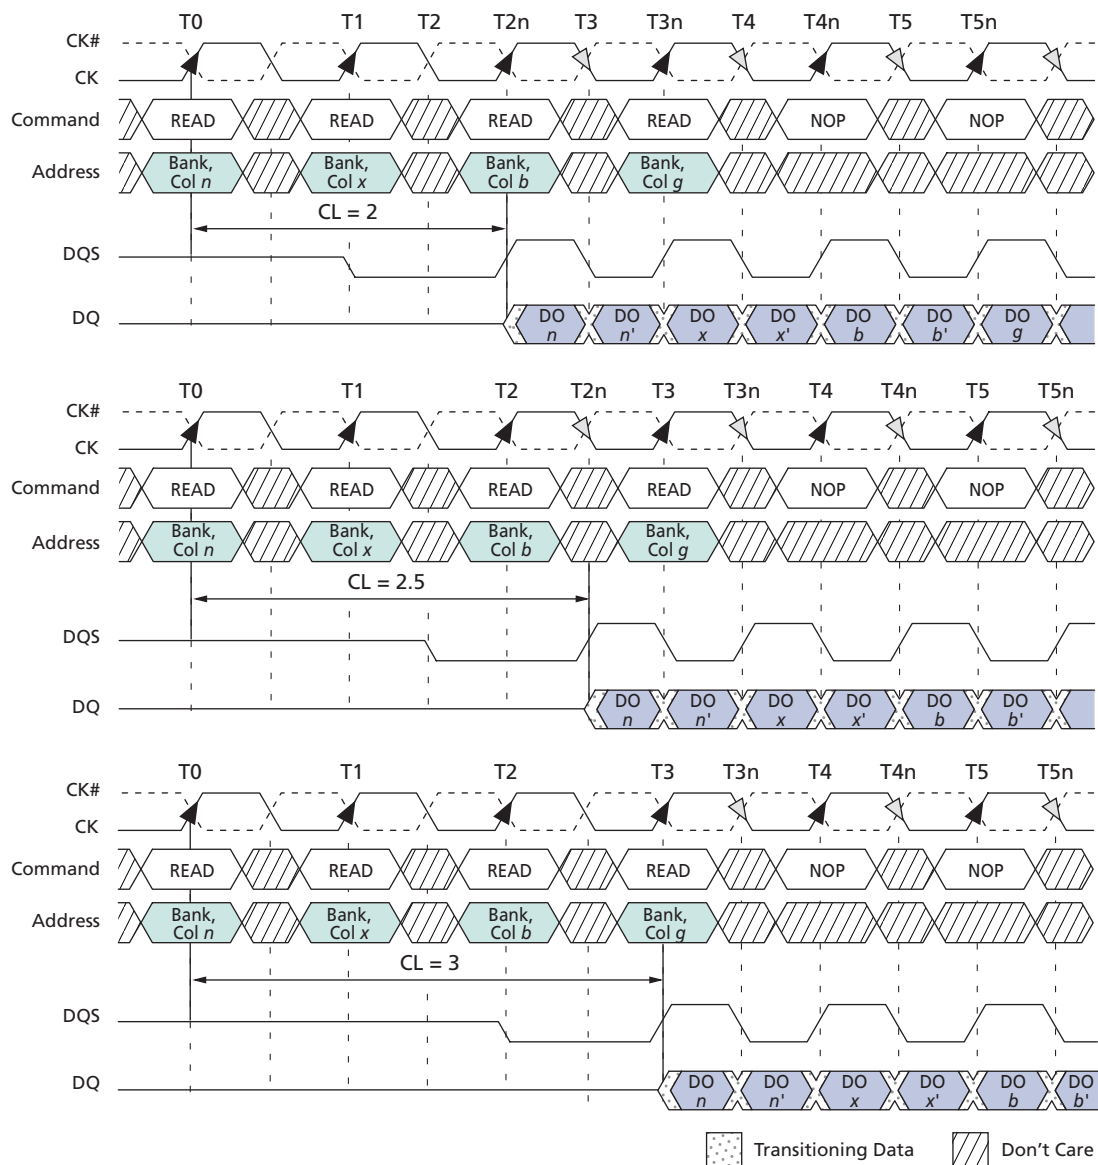 T0 T1 T2 T2n T3 T3n T4 T4n T5 T5n
CK#
CK
Command READ READ READ READ NOP NOP
Address Bank, Col n Bank, Col x Bank, Col b Bank, Col g
CL = 2
DQS
DQ DO n DO n' DO x DO x' DO b DO b' DO g
T0 T1 T2 T2n T3 T3n T4 T4n T5 T5n
CK#
CK
Command READ READ READ READ NOP NOP
Address Bank, Col n Bank, Col x Bank, Col b Bank, Col g
CL = 2.5
DQS
DQ DO n DO n' DO x DO x' DO b DO b'
T0 T1 T2 T3 T3n T4 T4n T5 T5n
CK#
CK
Command READ READ READ READ NOP NOP
Address Bank, Col n Bank, Col x Bank, Col b Bank, Col g
CL = 3
DQS
DQ DO n DO n' DO x DO x' DO b DO b'
Transitioning Data Don't Care